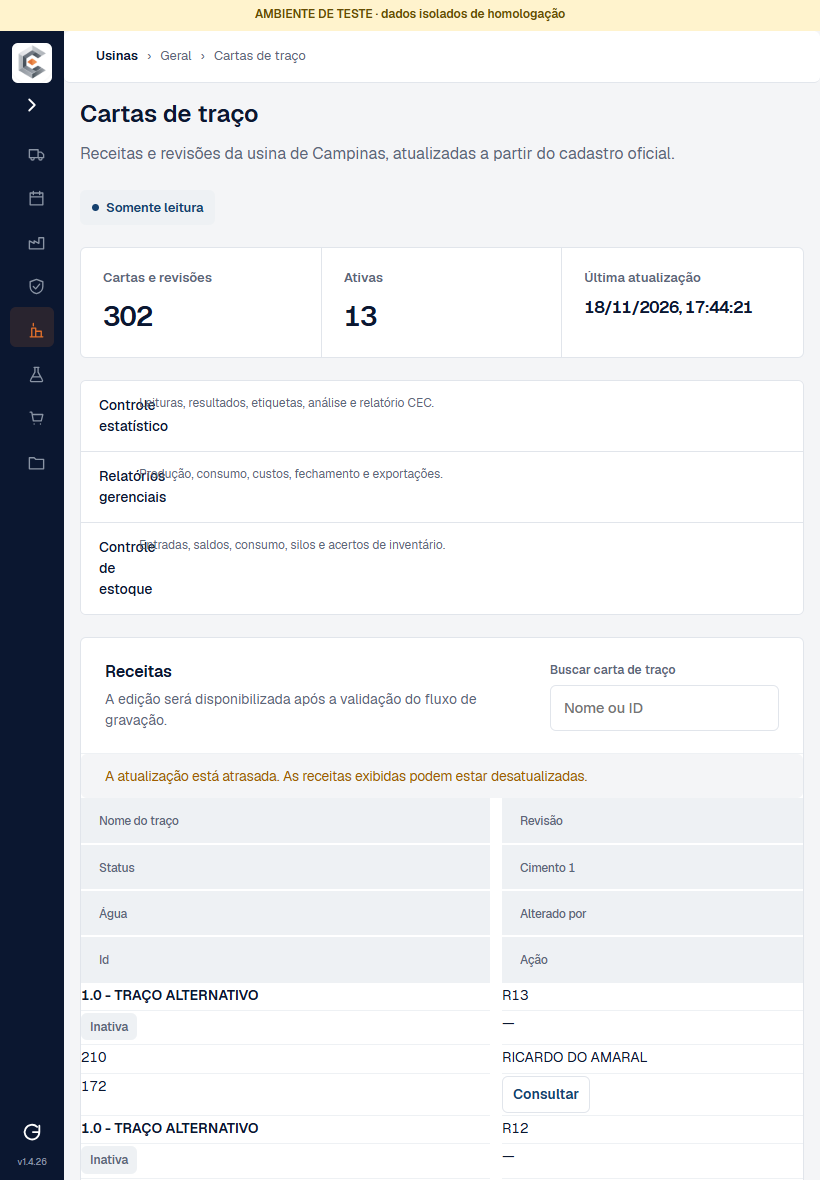 AMBIENTE DE TESTE · dados isolados de homologação
Usinas › Geral › Cartas de traço
Cartas de traço
Receitas e revisões da usina de Campinas, atualizadas a partir do cadastro oficial.
Somente leitura
Cartas e revisões
302
Ativas
13
Última atualização
18/11/2026, 17:44:21
Controle
estatístico
Leituras, resultados, etiquetas, análise e relatório CEC.
Relatórios
gerenciais
Produção, consumo, custos, fechamento e exportações.
Controle
de
estoque
Entradas, saldos, consumo, silos e acertos de inventário.
Receitas
A edição será disponibilizada após a validação do fluxo de
gravação.
Buscar carta de traço
Nome ou ID
A atualização está atrasada. As receitas exibidas podem estar desatualizadas.
Nome do traço
Revisão
Status
Cimento 1
Água
Alterado por
Id
Ação
1.0 - TRAÇO ALTERNATIVO
R13
Inativa
—
210
RICARDO DO AMARAL
172
Consultar
1.0 - TRAÇO ALTERNATIVO
R12
Inativa
—
v1.4.26